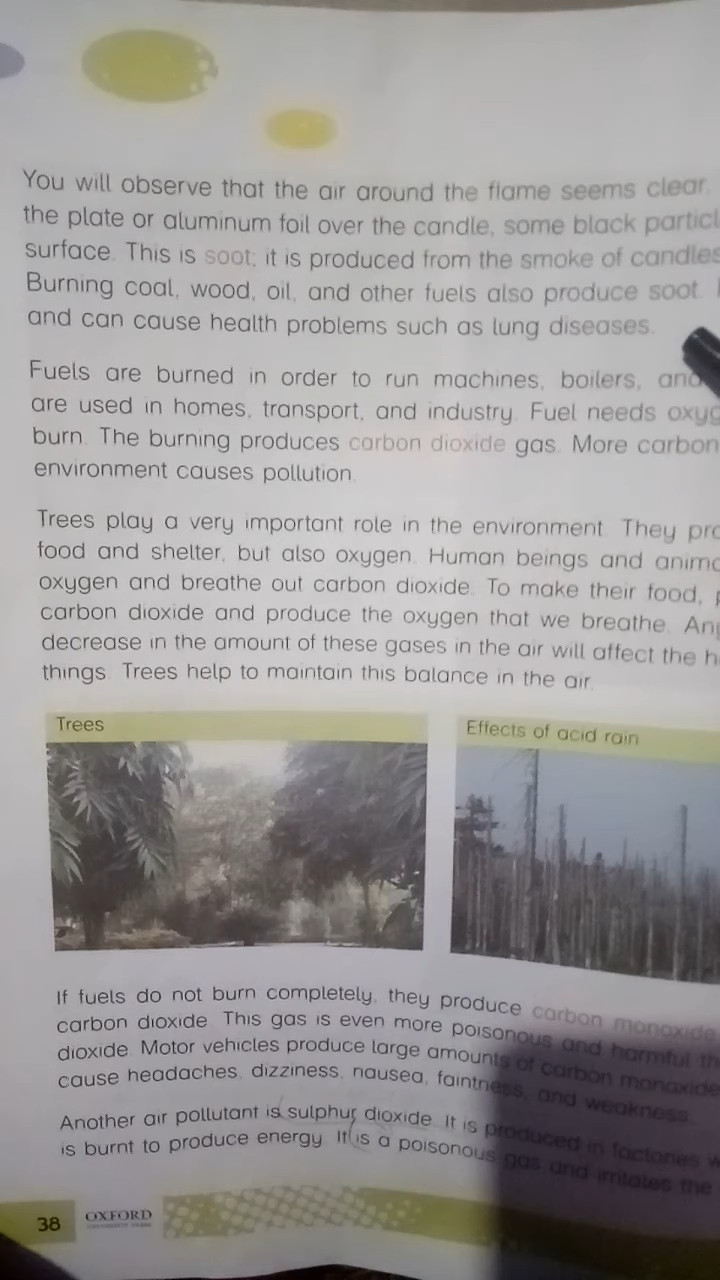 You will observe that the air around the flame seems clear.
the plate or aluminum foil over the candle, some black particl
surface. This is soot; it is produced from the smoke of candles
Burning coal, wood, oil, and other fuels also produce soot.
and can cause health problems such as lung diseases.
Fuels are burned in order to run machines, boilers, and
are used in homes, transport, and industry. Fuel needs oxyg
burn. The burning produces carbon dioxide gas. More carbon
environment causes pollution.
Trees play a very important role in the environment. They pro
food and shelter, but also oxygen. Human beings and anima
oxygen and breathe out carbon dioxide. To make their food, p
carbon dioxide and produce the oxygen that we breathe. Any
decrease in the amount of these gases in the air will affect the h
things. Trees help to maintain this balance in the air.
Trees
Effects of acid rain
If fuels do not burn completely, they produce carbon monoxide
carbon dioxide. This gas is even more poisonous and harmful th
dioxide. Motor vehicles produce large amounts of carbon monoxide
cause headaches, dizziness, nausea, faintness, and weakness.
Another air pollutant is sulphur dioxide. It is produced in factories w
is burnt to produce energy. It is a poisonous gas and irritates the
38
OXFORD